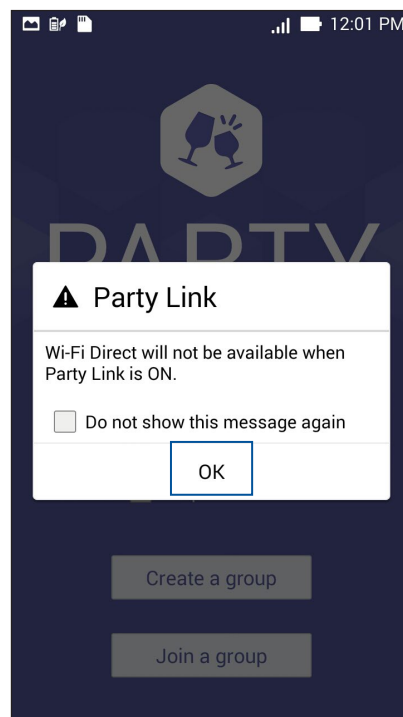 12:01 PM
PARTY
Party Link
Wi-Fi Direct will not be available when
Party Link is ON.
Do not show this message again
OK
Create a group
Join a group